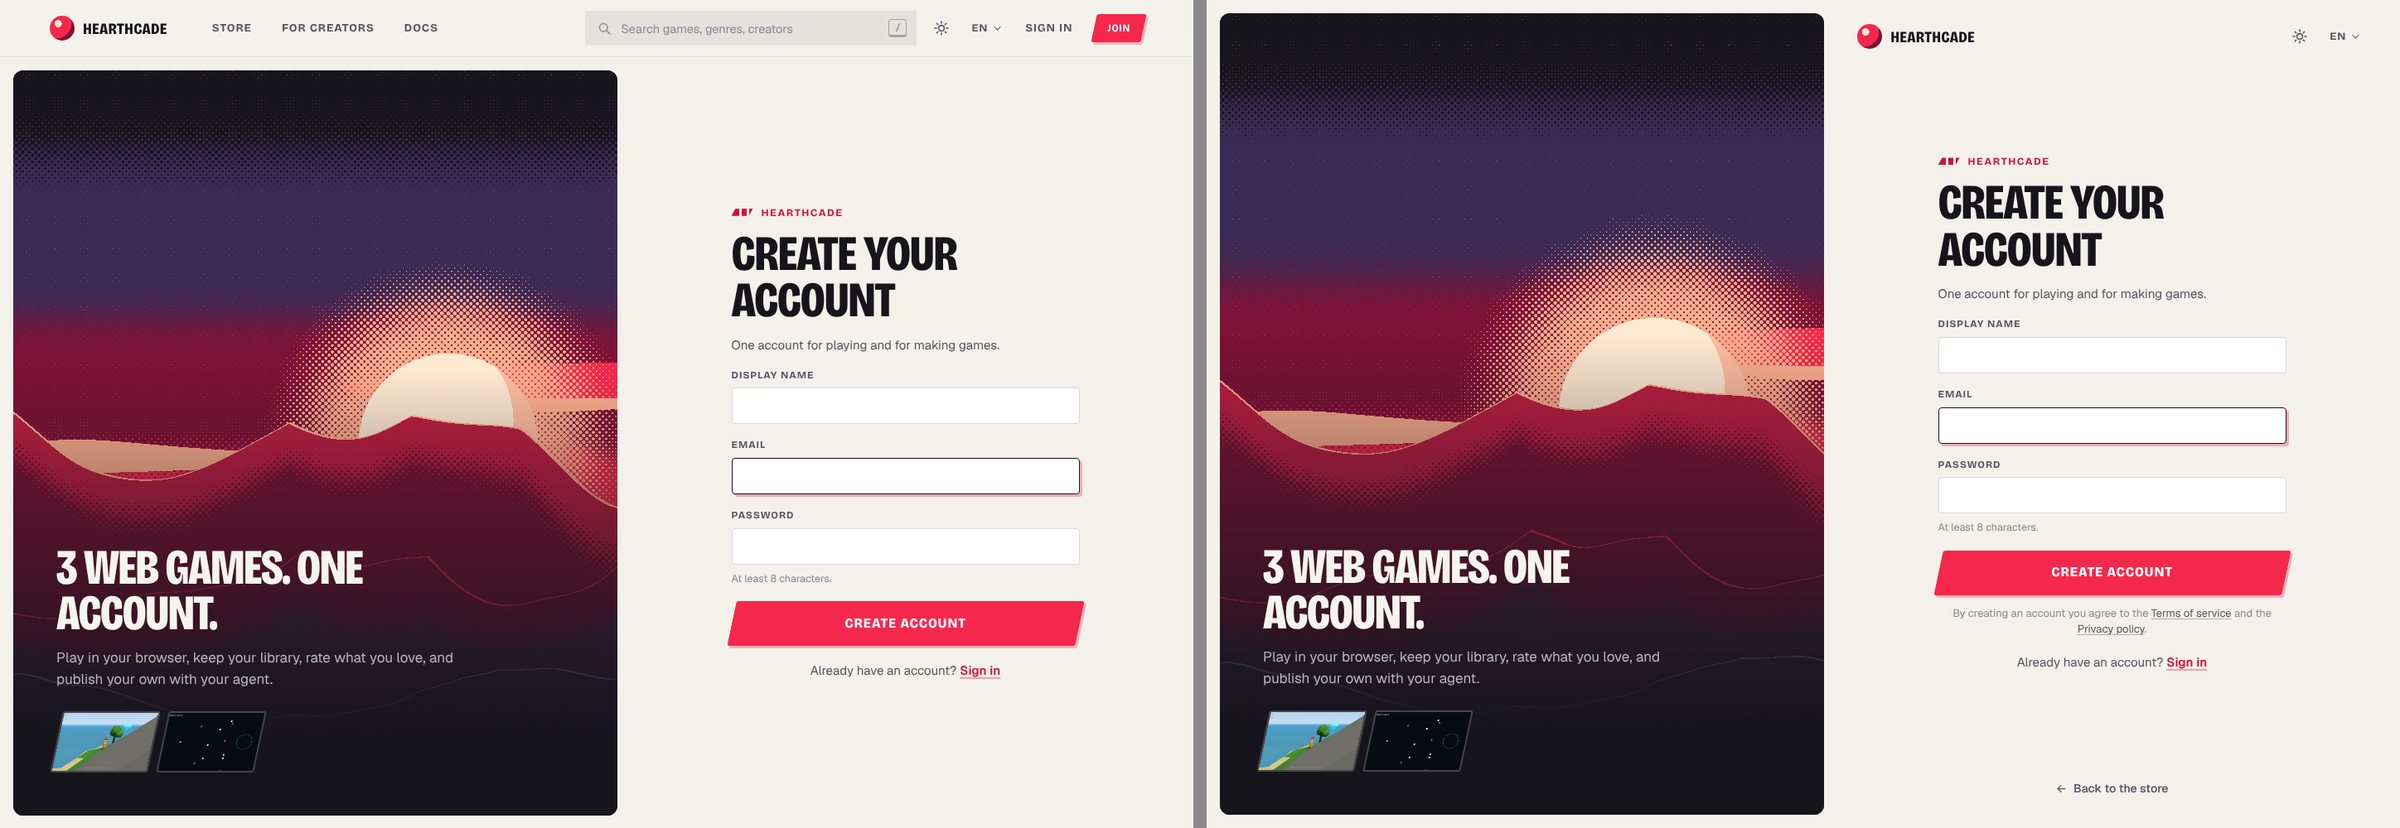 HEARTHCADE STORE FOR CREATORS DOCS Search games, genres, creators / EN SIGN IN JOIN
HEARTHCADE
CREATE YOUR
ACCOUNT
One account for playing and for making games.
DISPLAY NAME
EMAIL
PASSWORD
At least 8 characters.
CREATE ACCOUNT
Already have an account? Sign in
3 WEB GAMES. ONE
ACCOUNT.
Play in your browser, keep your library, rate what you love, and
publish your own with your agent.
HEARTHCADE EN
HEARTHCADE
CREATE YOUR
ACCOUNT
One account for playing and for making games.
DISPLAY NAME
EMAIL
PASSWORD
At least 8 characters.
CREATE ACCOUNT
By creating an account you agree to the Terms of service and the
Privacy policy.
Already have an account? Sign in
← Back to the store
3 WEB GAMES. ONE
ACCOUNT.
Play in your browser, keep your library, rate what you love, and
publish your own with your agent.